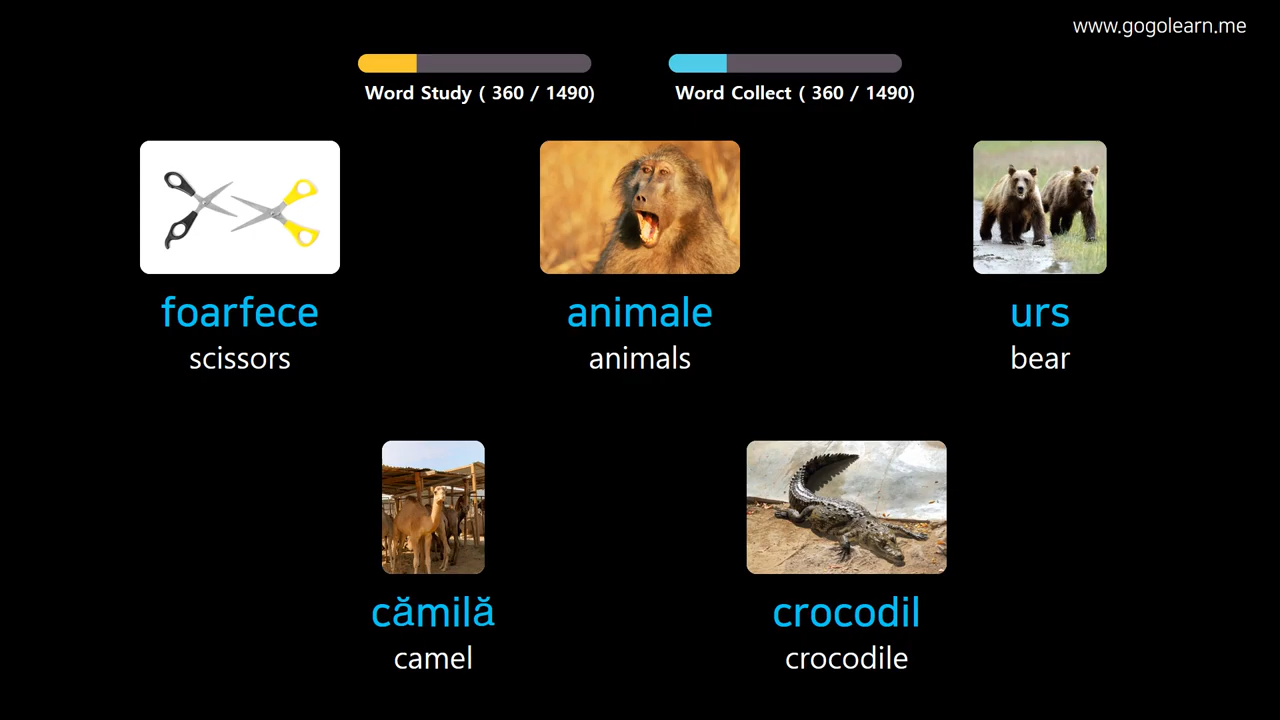 www.gogolearn.me
Word Study ( 360 / 1490)
Word Collect ( 360 / 1490)
foarfece
scissors
animale
animals
urs
bear
cămilă
camel
crocodil
crocodile